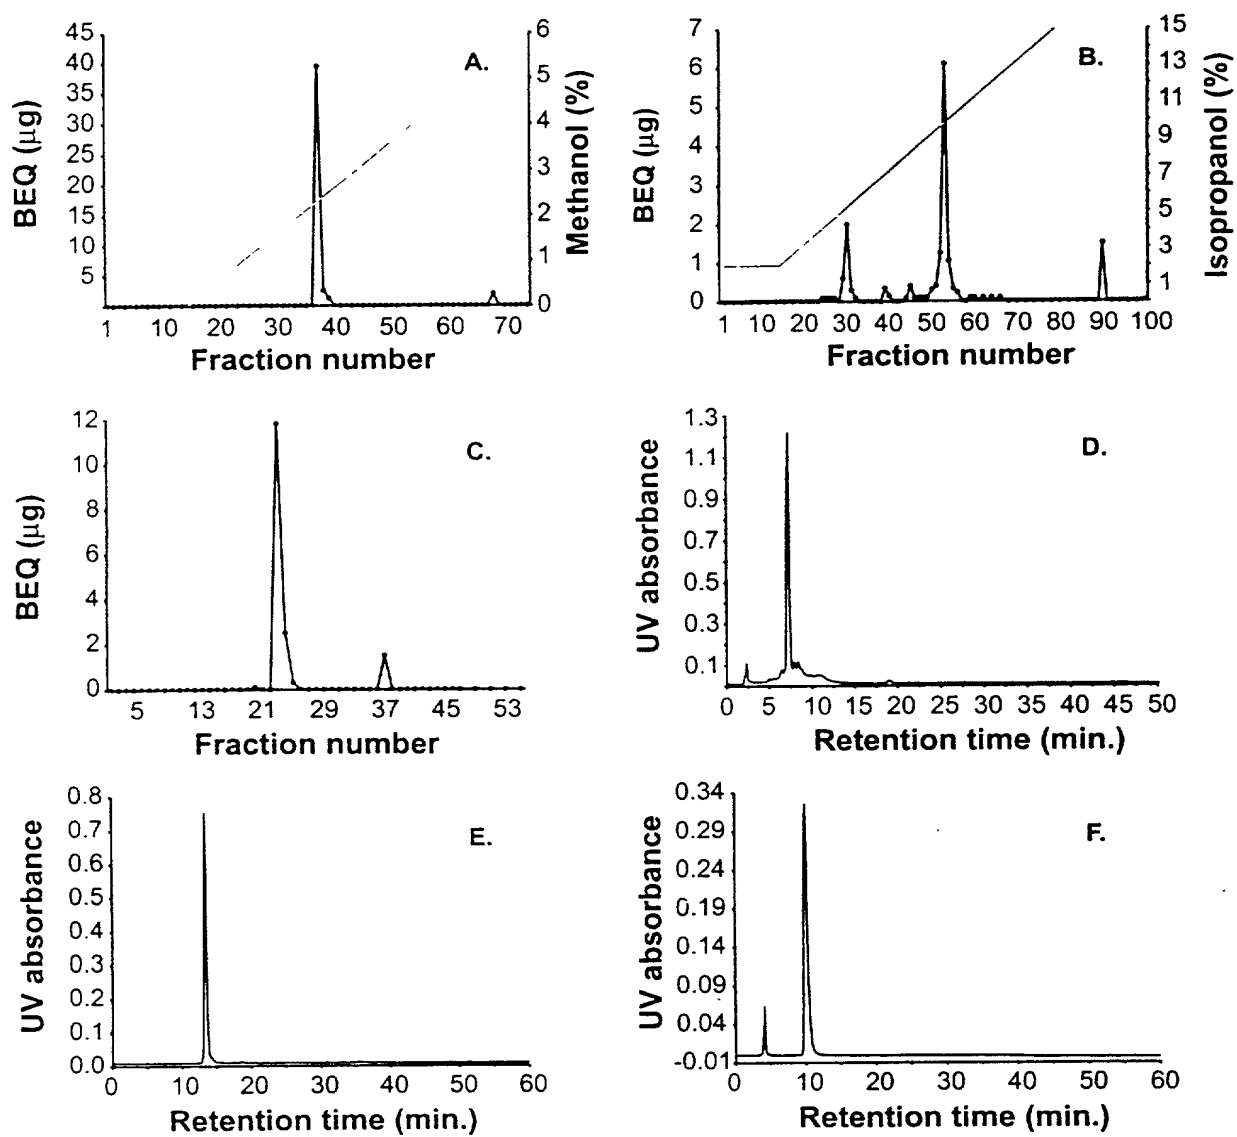 A.
45
40
35
30
25
20
15
10
5
BEQ (µg)
6
5
4
3
2
1
0
Methanol (%)
1 10 20 30 40 50 60 70
Fraction number
B.
7
6
5
4
3
2
1
0
BEQ (µg)
15
13
11
9
7
5
3
1
Isopropanol (%)
1 10 20 30 40 50 60 70 80 90 100
Fraction number
C.
12
10
8
6
4
2
0
BEQ (µg)
5 13 21 29 37 45 53
Fraction number
D.
1.3
1.1
0.9
0.7
0.5
0.3
0.1
UV absorbance
0 5 10 15 20 25 30 35 40 45 50
Retention time (min.)
E.
0.8
0.7
0.6
0.5
0.4
0.3
0.2
0.1
0.0
UV absorbance
0 10 20 30 40 50 60
Retention time (min.)
F.
0.34
0.29
0.24
0.19
0.14
0.09
0.04
-0.01
UV absorbance
0 10 20 30 40 50 60
Retention time (min.)